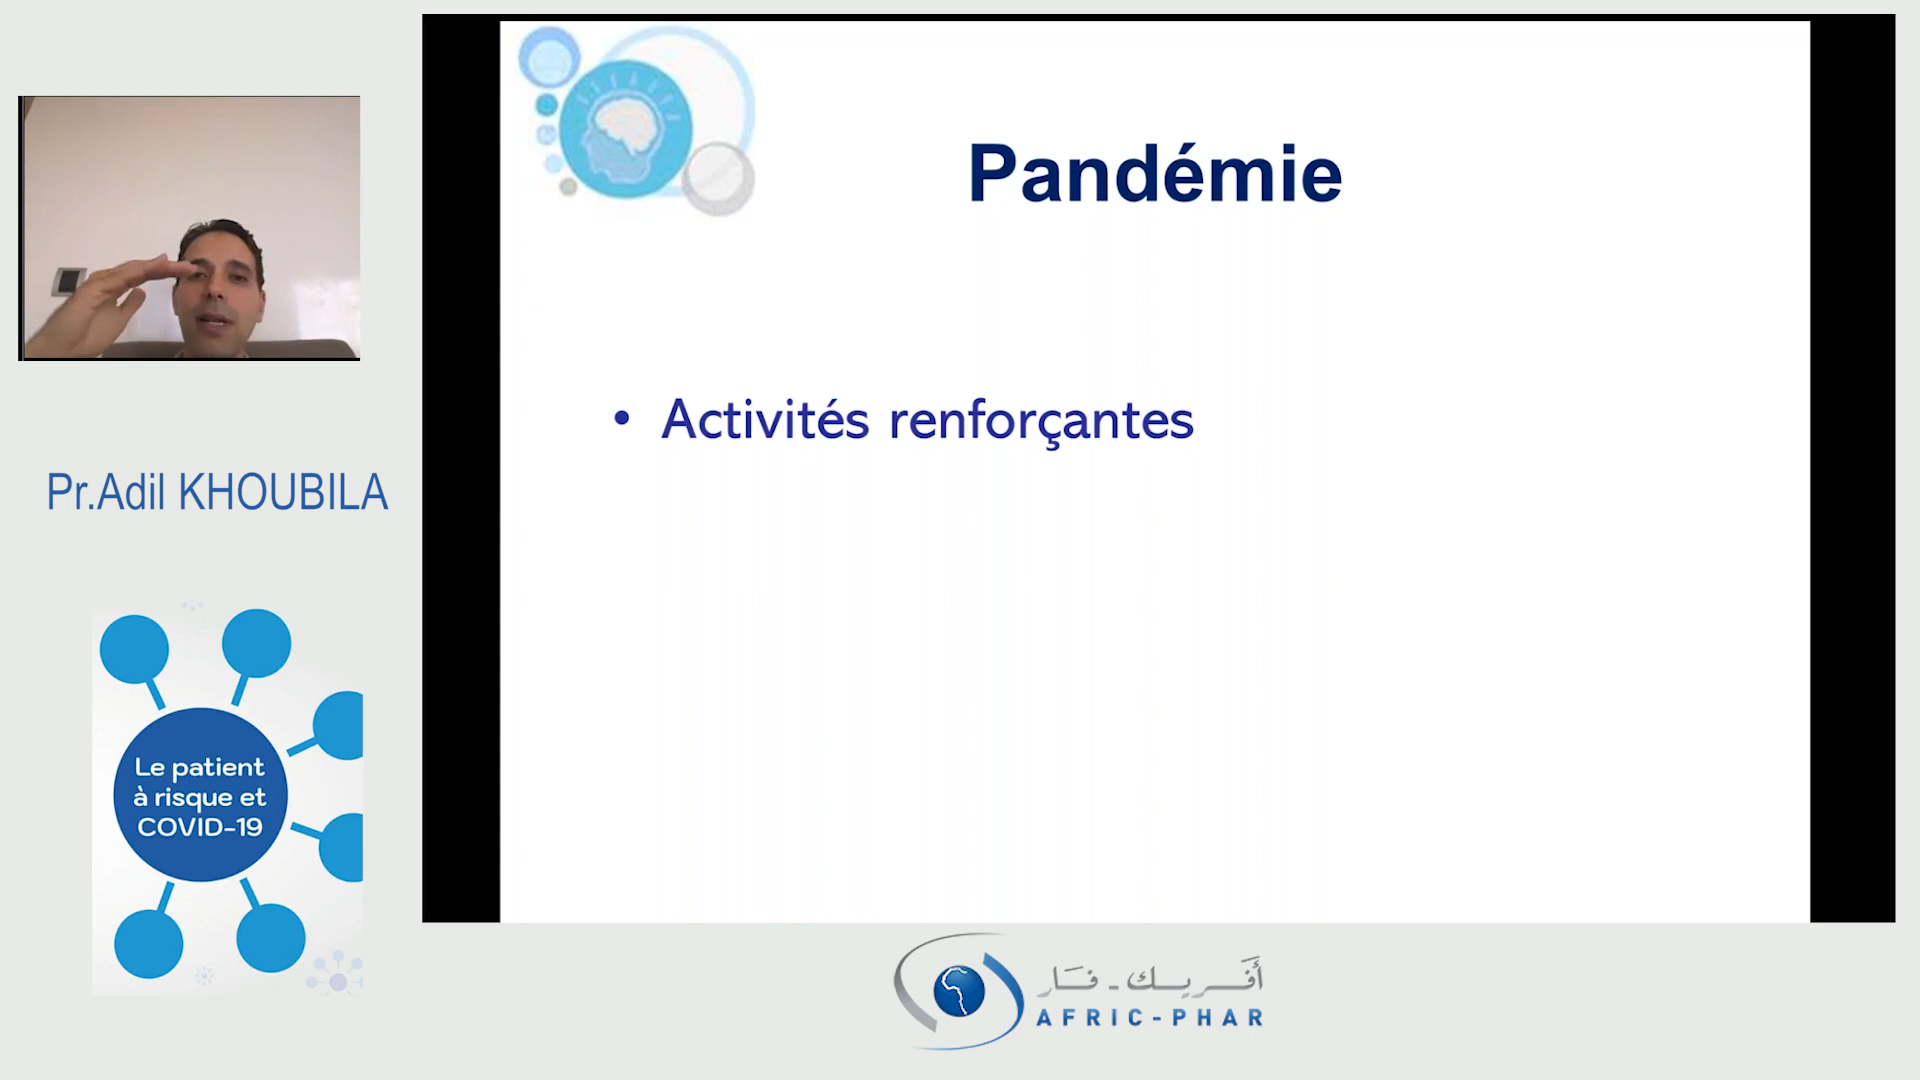 Pandémie
• Activités renforçantes
Pr.Adil KHOUBILA
Le patient
à risque et
COVID-19
أفريك - فار
AFRIC-PHAR